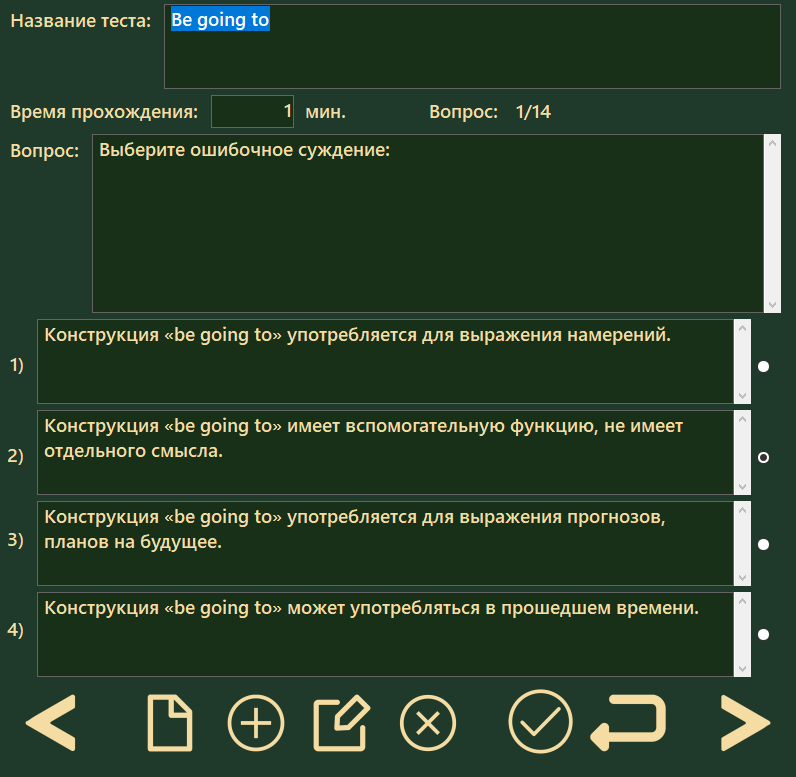 Название теста: Be going to
Время прохождения: 1 мин. Вопрос: 1/14
Вопрос: Выберите ошибочное суждение:
1) Конструкция «be going to» употребляется для выражения намерений.
2) Конструкция «be going to» имеет вспомогательную функцию, не имеет
отдельного смысла.
3) Конструкция «be going to» употребляется для выражения прогнозов,
планов на будущее.
4) Конструкция «be going to» может употребляться в прошедшем времени.